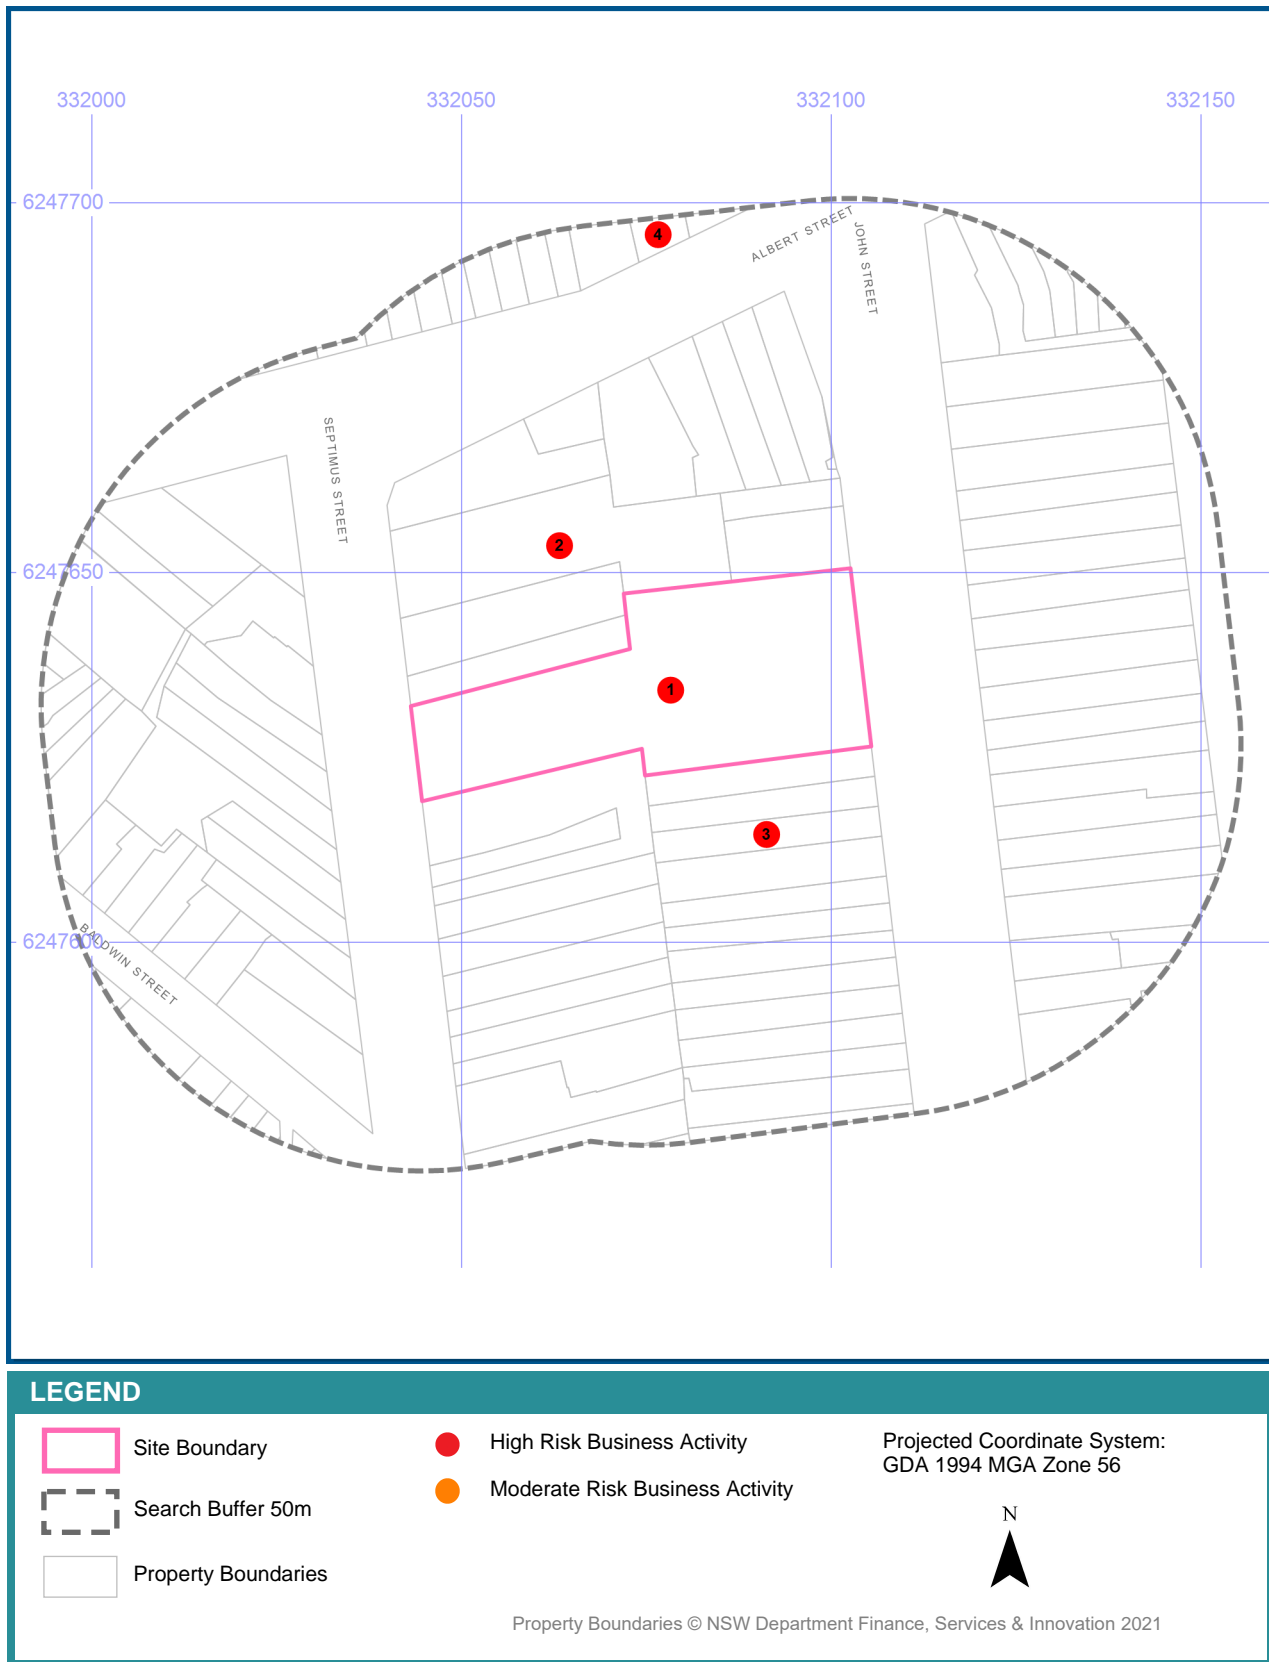 332000
332050
332100
332150
6247700
4
ALBERT STREET
JOHN STREET
SEPTIMUS STREET
2
6247650
1
3
6247600
BALDWIN STREET
LEGEND
Site Boundary
Search Buffer 50m
Property Boundaries
High Risk Business Activity
Moderate Risk Business Activity
Projected Coordinate System:
GDA 1994 MGA Zone 56
N
Property Boundaries © NSW Department Finance, Services & Innovation 2021